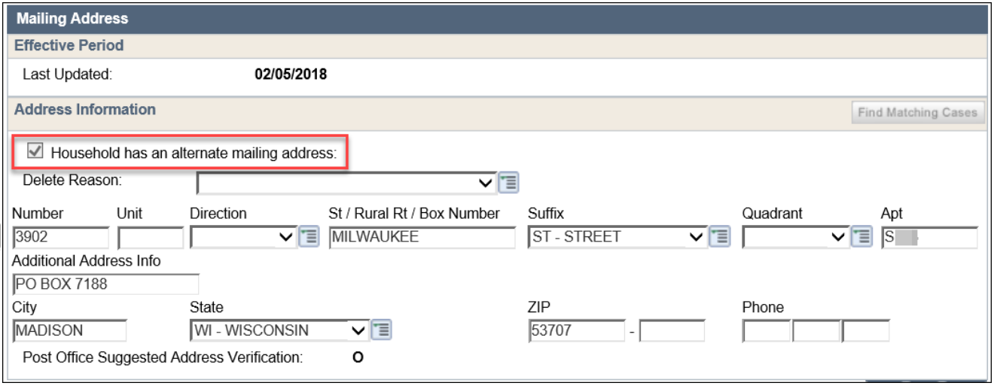 Mailing Address
Effective Period
Last Updated: 02/05/2018
Address Information Find Matching Cases
Household has an alternate mailing address:
Delete Reason:
Number Unit Direction St / Rural Rt / Box Number Suffix Quadrant Apt
3902 MILWAUKEE ST - STREET S
Additional Address Info
PO BOX 7188
City State ZIP Phone
MADISON WI - WISCONSIN 53707 -
Post Office Suggested Address Verification: O